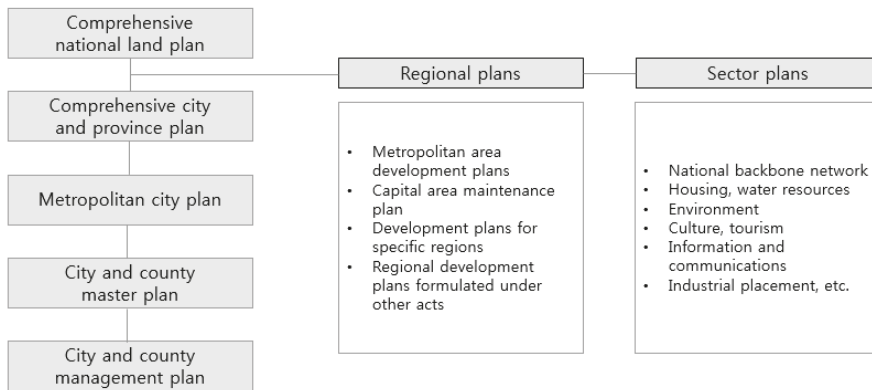 Comprehensive
national land plan
Comprehensive city
and province plan
Metropolitan city plan
City and county
master plan
City and county
management plan
Regional plans
• Metropolitan area
development plans
• Capital area maintenance
plan
• Development plans for
specific regions
• Regional development
plans formulated under
other acts
Sector plans
• National backbone network
• Housing, water resources
• Environment
• Culture, tourism
• Information and
communications
• Industrial placement, etc.